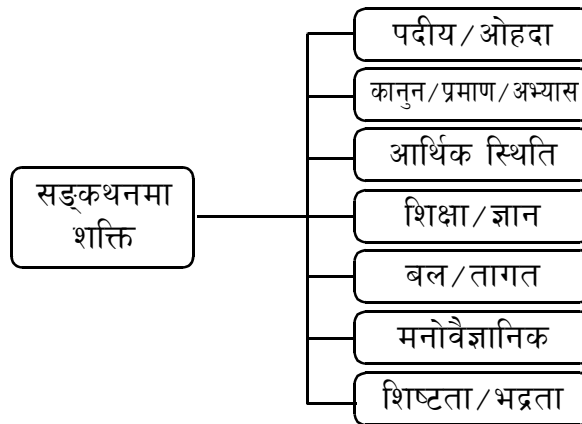 सङ्कथनमा
शक्ति
पदीय/ओहदा
कानुन/प्रमाण/अभ्यास
आर्थिक स्थिति
शिक्षा/ज्ञान
बल/तागत
मनोवैज्ञानिक
शिष्टता/भद्रता